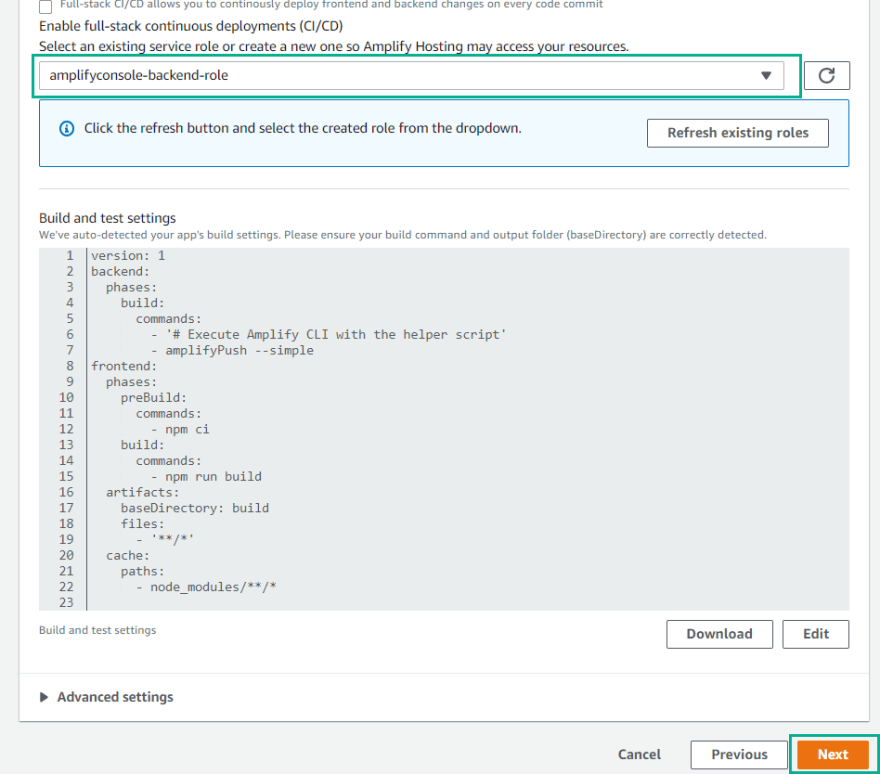 Full-stack CI/CD allows you to continously deploy frontend and backend changes on every code commit
Enable full-stack continuous deployments (CI/CD)
Select an existing service role or create a new one so Amplify Hosting may access your resources.
amplifyconsole-backend-role
Click the refresh button and select the created role from the dropdown.
Refresh existing roles
Build and test settings
We've auto-detected your app's build settings. Please ensure your build command and output folder (baseDirectory) are correctly detected.
1 version: 1
2 backend:
3   phases:
4     build:
5       commands:
6         - '# Execute Amplify CLI with the helper script'
7         - amplifyPush --simple
8 frontend:
9   phases:
10     preBuild:
11       commands:
12         - npm ci
13     build:
14       commands:
15         - npm run build
16   artifacts:
17     baseDirectory: build
18     files:
19       - '**/*'
20   cache:
21     paths:
22       - node_modules/**/*
23
Build and test settings
Download
Edit
Advanced settings
Cancel
Previous
Next